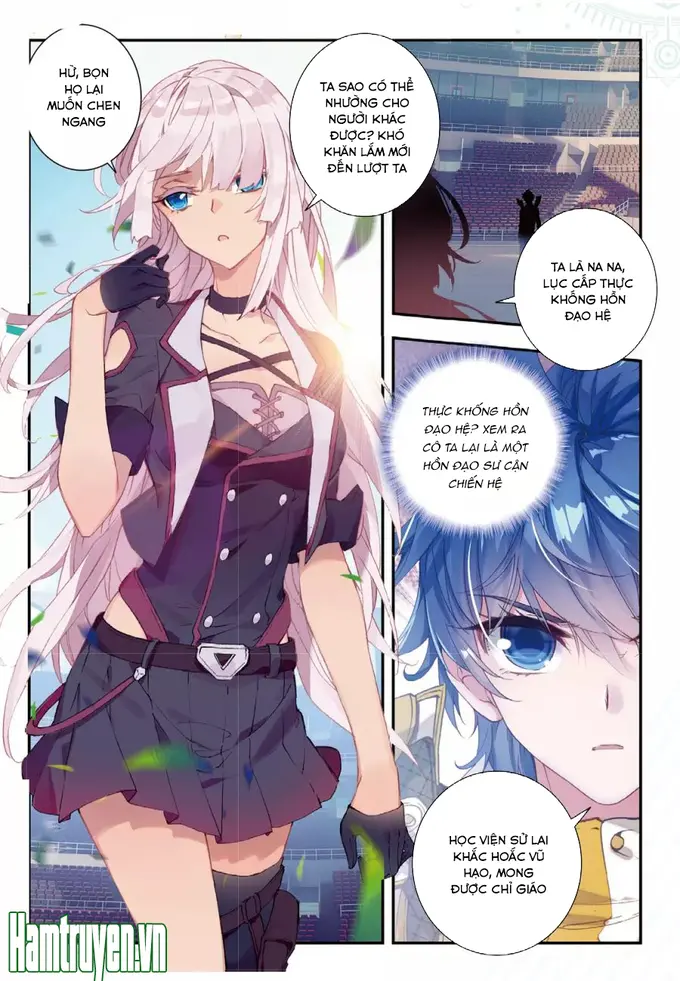 HỬ, BỌN
HỌ LẠI
MUỐN CHEN
NGANG
TA SAO CÓ THỂ
NHƯỜNG CHO
NGƯỜI KHÁC
ĐƯỢC? KHÓ
KHĂN LẮM MỚI
ĐẾN LƯỢT TA
TA LÀ NA NA,
LỤC CẤP THỰC
KHỐNG HỒN
ĐẠO HỆ
THỰC KHỐNG HỒN
ĐẠO HỆ? XEM RA
CÔ TA LẠI LÀ MỘT
HỒN ĐẠO SƯ CẬN
CHIẾN HỆ
HỌC VIỆN SỬ LAI
KHẮC HOẮC VŨ
HẠO, MONG
ĐƯỢC CHỈ GIÁO
Hamtruyen.vn